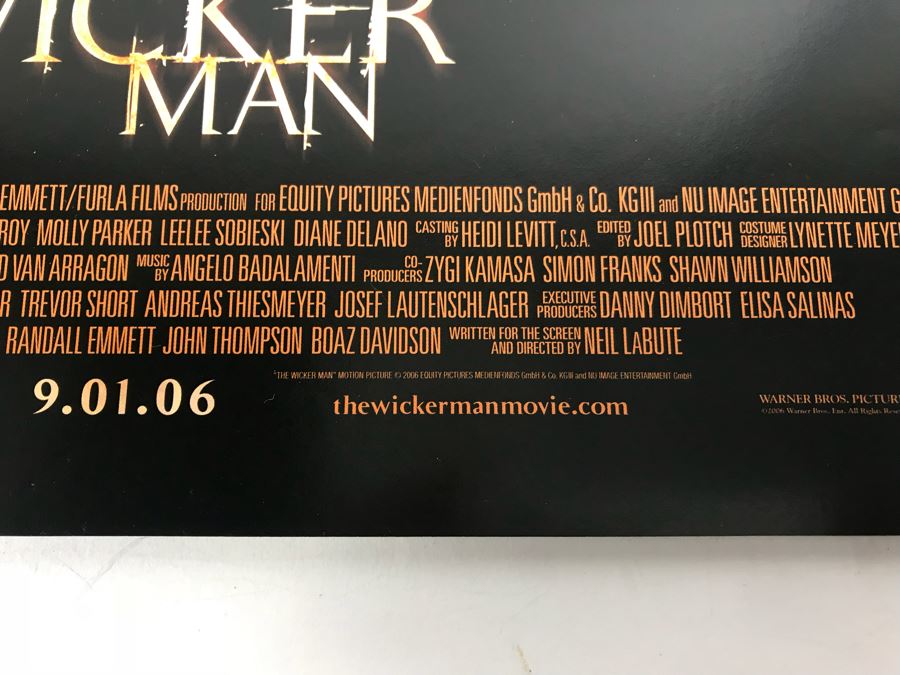 WICKER
MAN
EMMETT/FURLA FILMS PRODUCTION FOR EQUITY PICTURES MEDIENFONDS GmbH & Co. KGIII and NU IMAGE ENTERTAINMENT G
ROY MOLLY PARKER LEELEE SOBIESKI DIANE DELANO CASTING BY HEIDI LEVITT, C.S.A. EDITED BY JOEL PLOTCH COSTUME DESIGNER LYNETTE MEYE
D VAN ARRAGON MUSIC BY ANGELO BADALAMENTI CO-PRODUCERS ZYGI KAMASA SIMON FRANKS SHAWN WILLIAMSON
R TREVOR SHORT ANDREAS THIESMEYER JOSEF LAUTENSCHLAGER EXECUTIVE PRODUCERS DANNY DIMBORT ELISA SALINAS
RANDALL EMMETT JOHN THOMPSON BOAZ DAVIDSON WRITTEN FOR THE SCREEN AND DIRECTED BY NEIL LaBUTE
"THE WICKER MAN" MOTION PICTURE © 2006 EQUITY PICTURES MEDIENFONDS GmbH & Co. KGIII and NU IMAGE ENTERTAINMENT GmbH
9.01.06
thewickermanmovie.com
WARNER BROS. PICTUR
©2006 Warner Bros. Ent. All Rights Rese